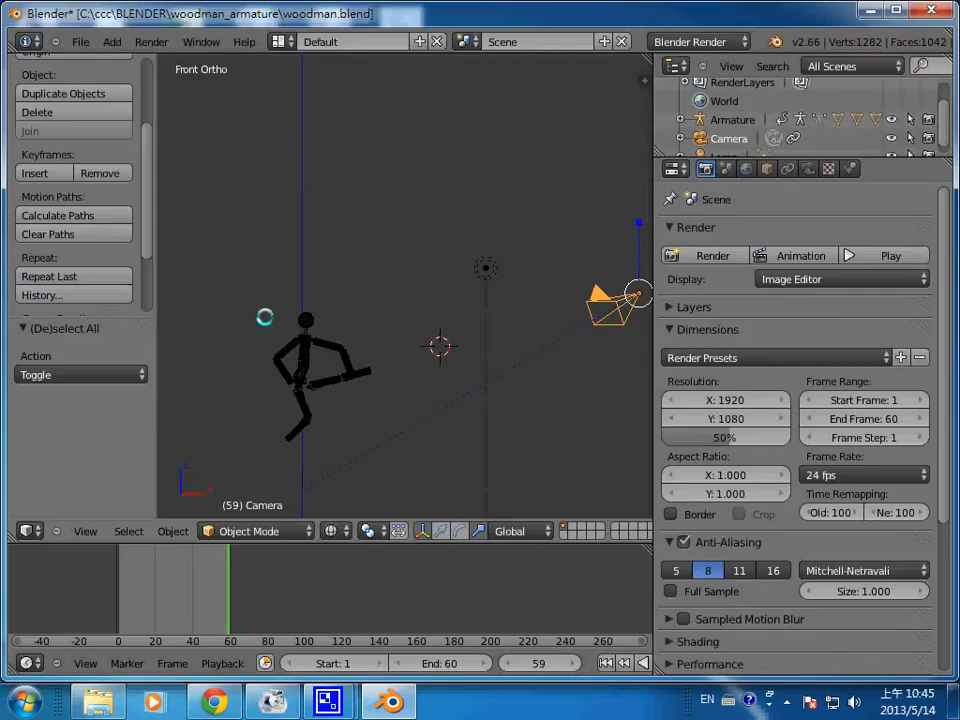 Blender* [C:\ccc\BLENDER\woodman_armature\woodman.blend]
File Add Render Window Help
Default
Scene
Blender Render
v2.66 | Verts:1282 | Faces:1042
Object:
Duplicate Objects
Delete
Join
Keyframes:
Insert Remove
Motion Paths:
Calculate Paths
Clear Paths
Repeat:
Repeat Last
History...
(De)select All
Action
Toggle
Front Ortho
(59) Camera
View Select Object Object Mode Global
View Search All Scenes
RenderLayers
World
Armature
Camera
Scene
Render
Render Animation Play
Display: Image Editor
Layers
Dimensions
Render Presets
Resolution: Frame Range:
X: 1920 Start Frame: 1
Y: 1080 End Frame: 60
50% Frame Step: 1
Aspect Ratio: Frame Rate:
X: 1.000 24 fps
Y: 1.000 Time Remapping:
Border Crop Old: 100 Ne: 100
Anti-Aliasing
5 8 11 16 Mitchell-Netravali
Full Sample Size: 1.000
Sampled Motion Blur
Shading
Performance
-40 -20 0 20 40 60 80 100 120 140 160 180 200 220 240 260
View Marker Frame Playback Start: 1 End: 60 59
EN
上午 10:45
2013/5/14